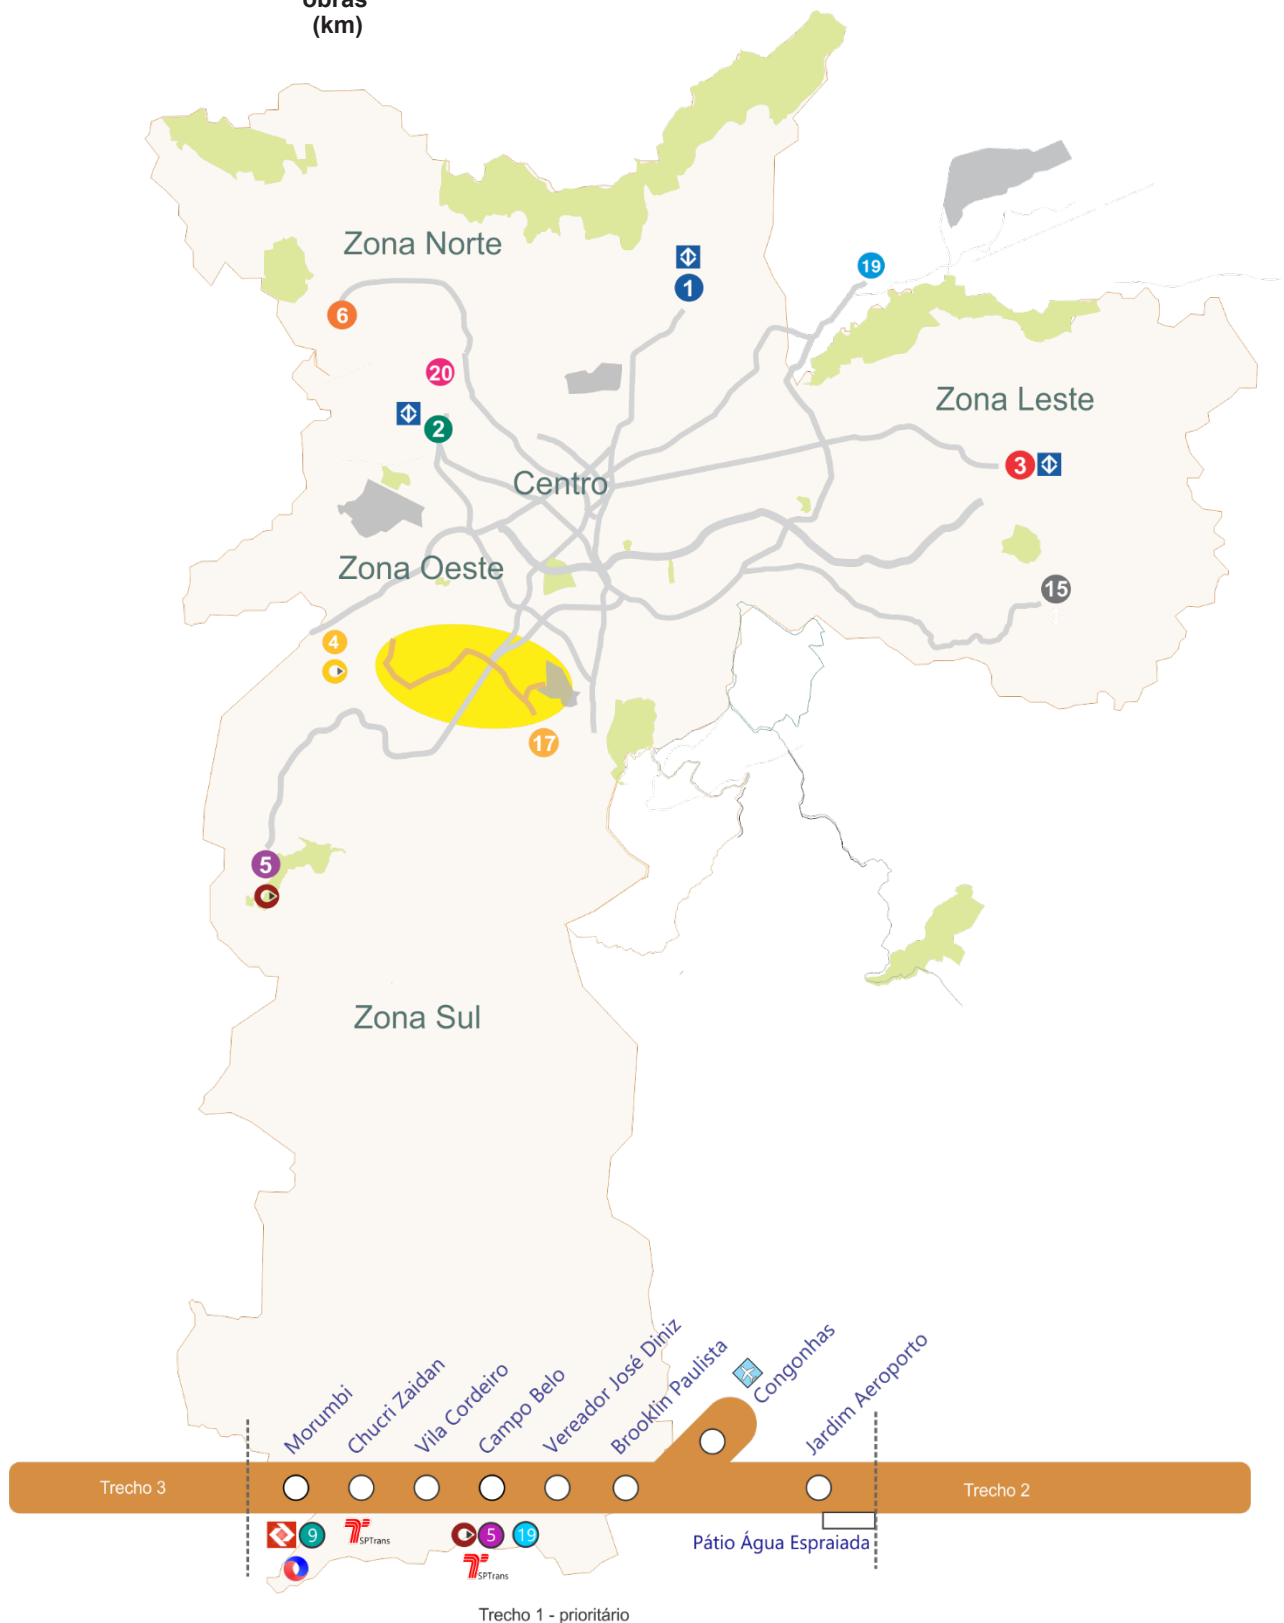 obras
(km)
Zona Norte
1
19
6
20
Zona Leste
2
3
Centro
Zona Oeste
15
4
17
5
Zona Sul
Morumbi
Chucri Zaidan
Vila Cordeiro
Campo Belo
Vereador José Diniz
Brooklin Paulista
Congonhas
Jardim Aeroporto
Trecho 3
Trecho 2
9
SPTrans
5
19
SPTrans
Pátio Água Espraiada
Trecho 1 - prioritário